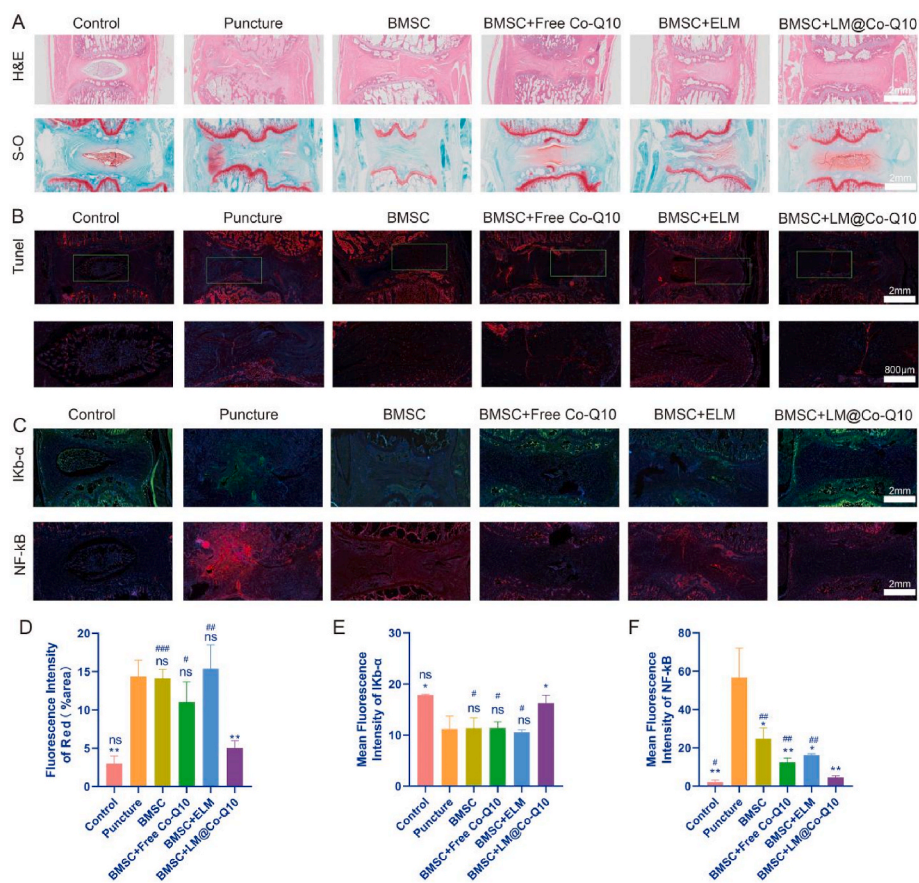 A
Control Puncture BMSC BMSC+Free Co-Q10 BMSC+ELM BMSC+LM@Co-Q10
H&E
2mm
S-O
2mm
B
Control Puncture BMSC BMSC+Free Co-Q10 BMSC+ELM BMSC+LM@Co-Q10
Tunel
2mm
800μm
C
Control Puncture BMSC BMSC+Free Co-Q10 BMSC+ELM BMSC+LM@Co-Q10
IKb-α
2mm
NF-kB
2mm
D
Fluorescence Intensity
of Red (%area)
20
15
10
5
0
ns
**
###
ns
#
ns
##
ns
**
Control
Puncture
BMSC
BMSC+Free Co-Q10
BMSC+ELM
BMSC+LM@Co-Q10
E
Mean Fluorescence
Intensity of IKb-α
30
20
10
0
ns
*
#
ns
#
ns
#
ns
*
Control
Puncture
BMSC
BMSC+Free Co-Q10
BMSC+ELM
BMSC+LM@Co-Q10
F
Mean Fluorescence
Intensity of NF-kB
80
60
40
20
0
#
**
##
*
##
**
##
*
**
Control
Puncture
BMSC
BMSC+Free Co-Q10
BMSC+ELM
BMSC+LM@Co-Q10